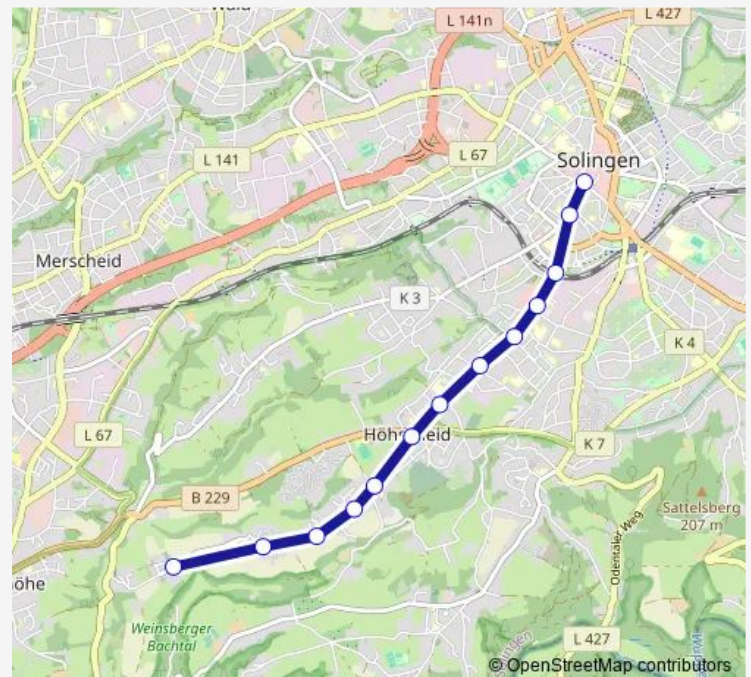 L 141n
L 427
L 141
L 67
Solingen
Merscheid
K 3
K 4
L 67
K 7
B 229
Sattelsberg
207 m
Odentaler Weg
Weinsberger
Bachtal
L 427
© OpenStreetMap contributors